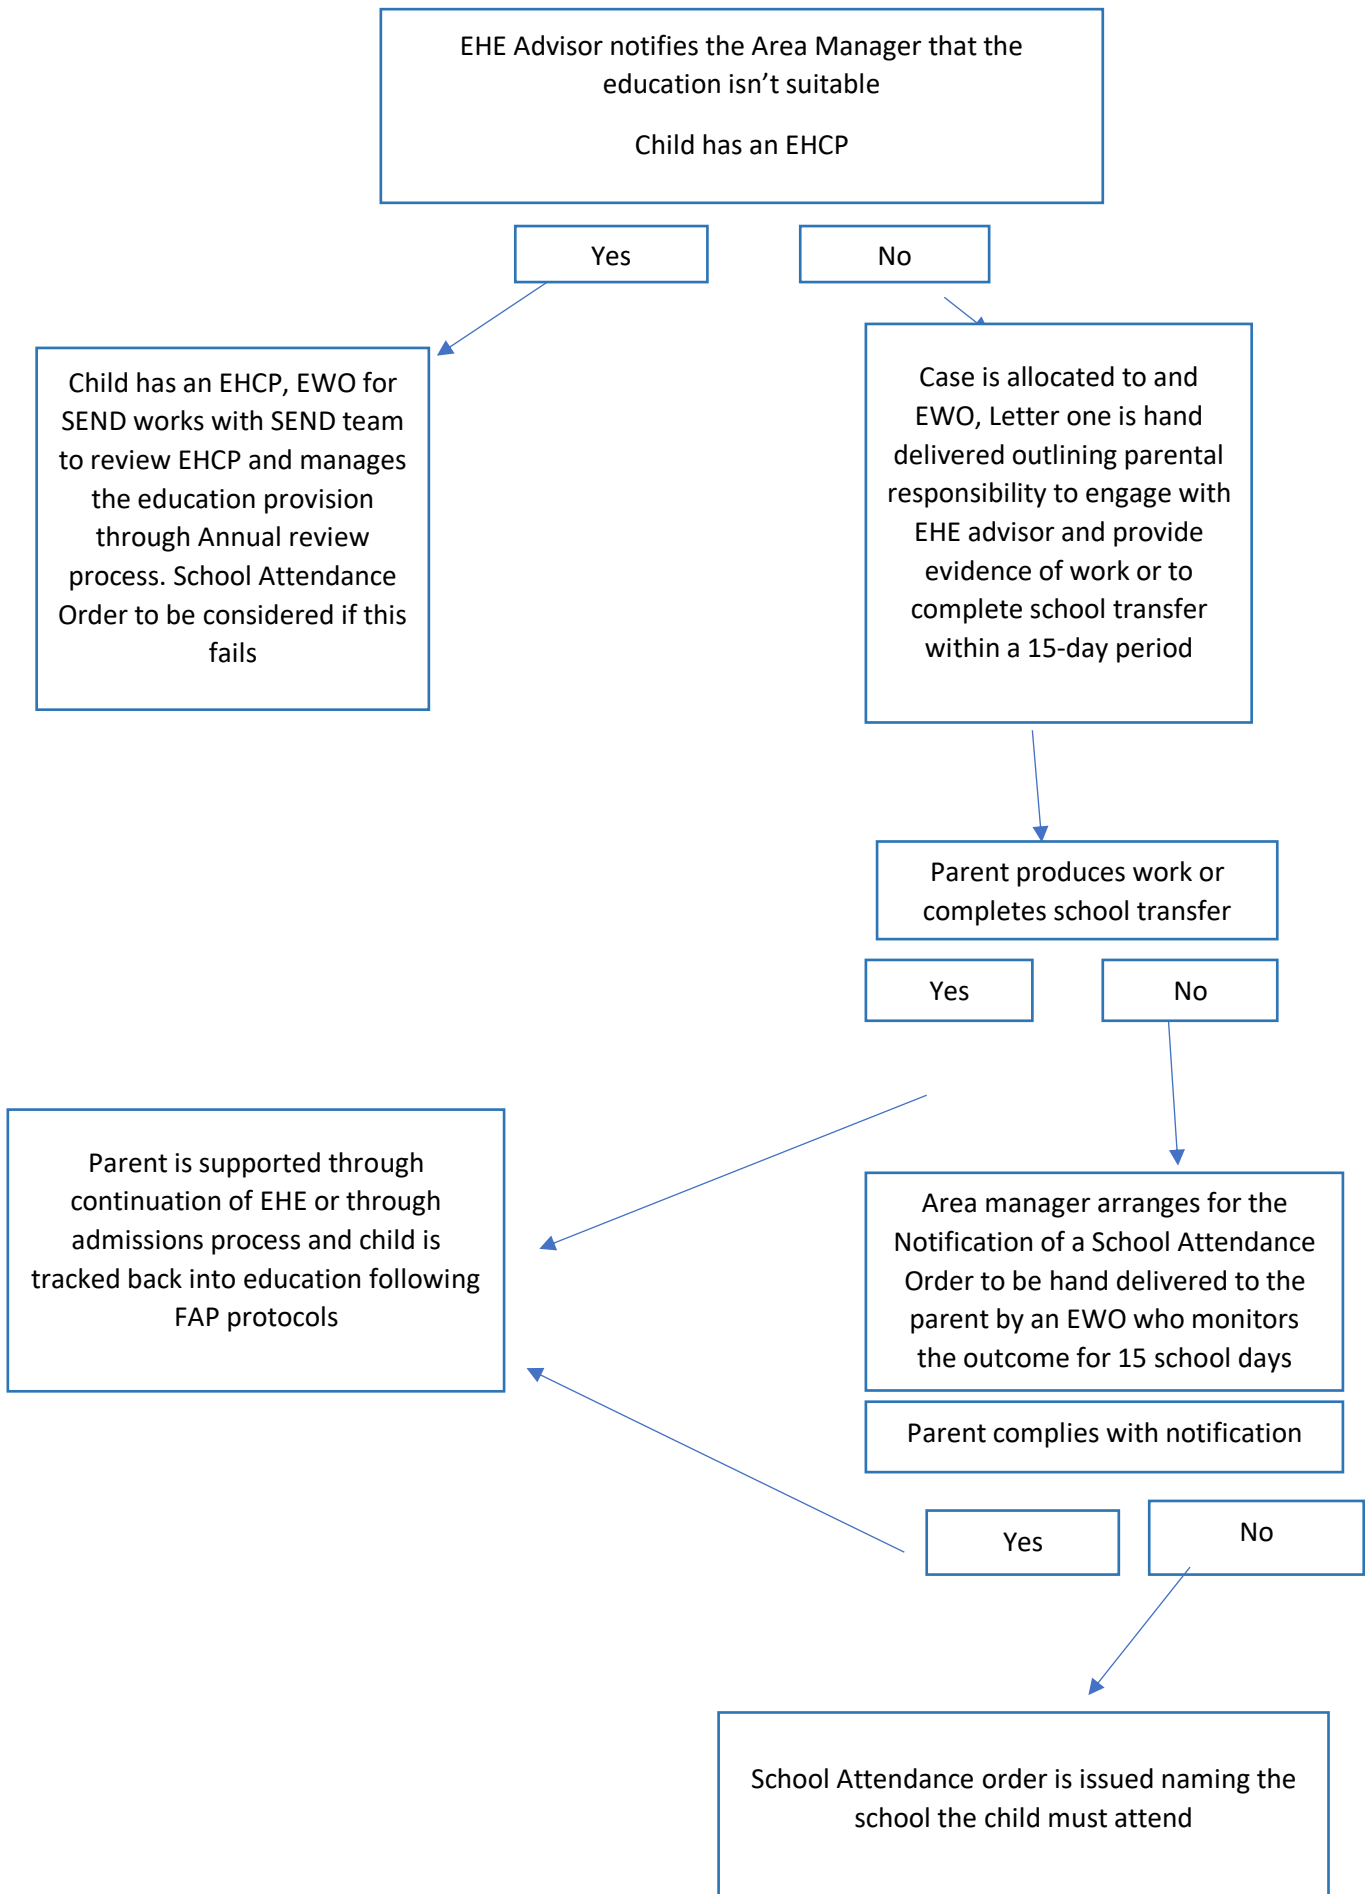 EHE Advisor notifies the Area Manager that the
education isn’t suitable
Child has an EHCP
Yes
No
Child has an EHCP, EWO for
SEND works with SEND team
to review EHCP and manages
the education provision
through Annual review
process. School Attendance
Order to be considered if this
fails
Case is allocated to and
EWO, Letter one is hand
delivered outlining parental
responsibility to engage with
EHE advisor and provide
evidence of work or to
complete school transfer
within a 15-day period
Parent produces work or
completes school transfer
Yes
No
Parent is supported through
continuation of EHE or through
admissions process and child is
tracked back into education following
FAP protocols
Area manager arranges for the
Notification of a School Attendance
Order to be hand delivered to the
parent by an EWO who monitors
the outcome for 15 school days
Parent complies with notification
Yes
No
School Attendance order is issued naming the
school the child must attend